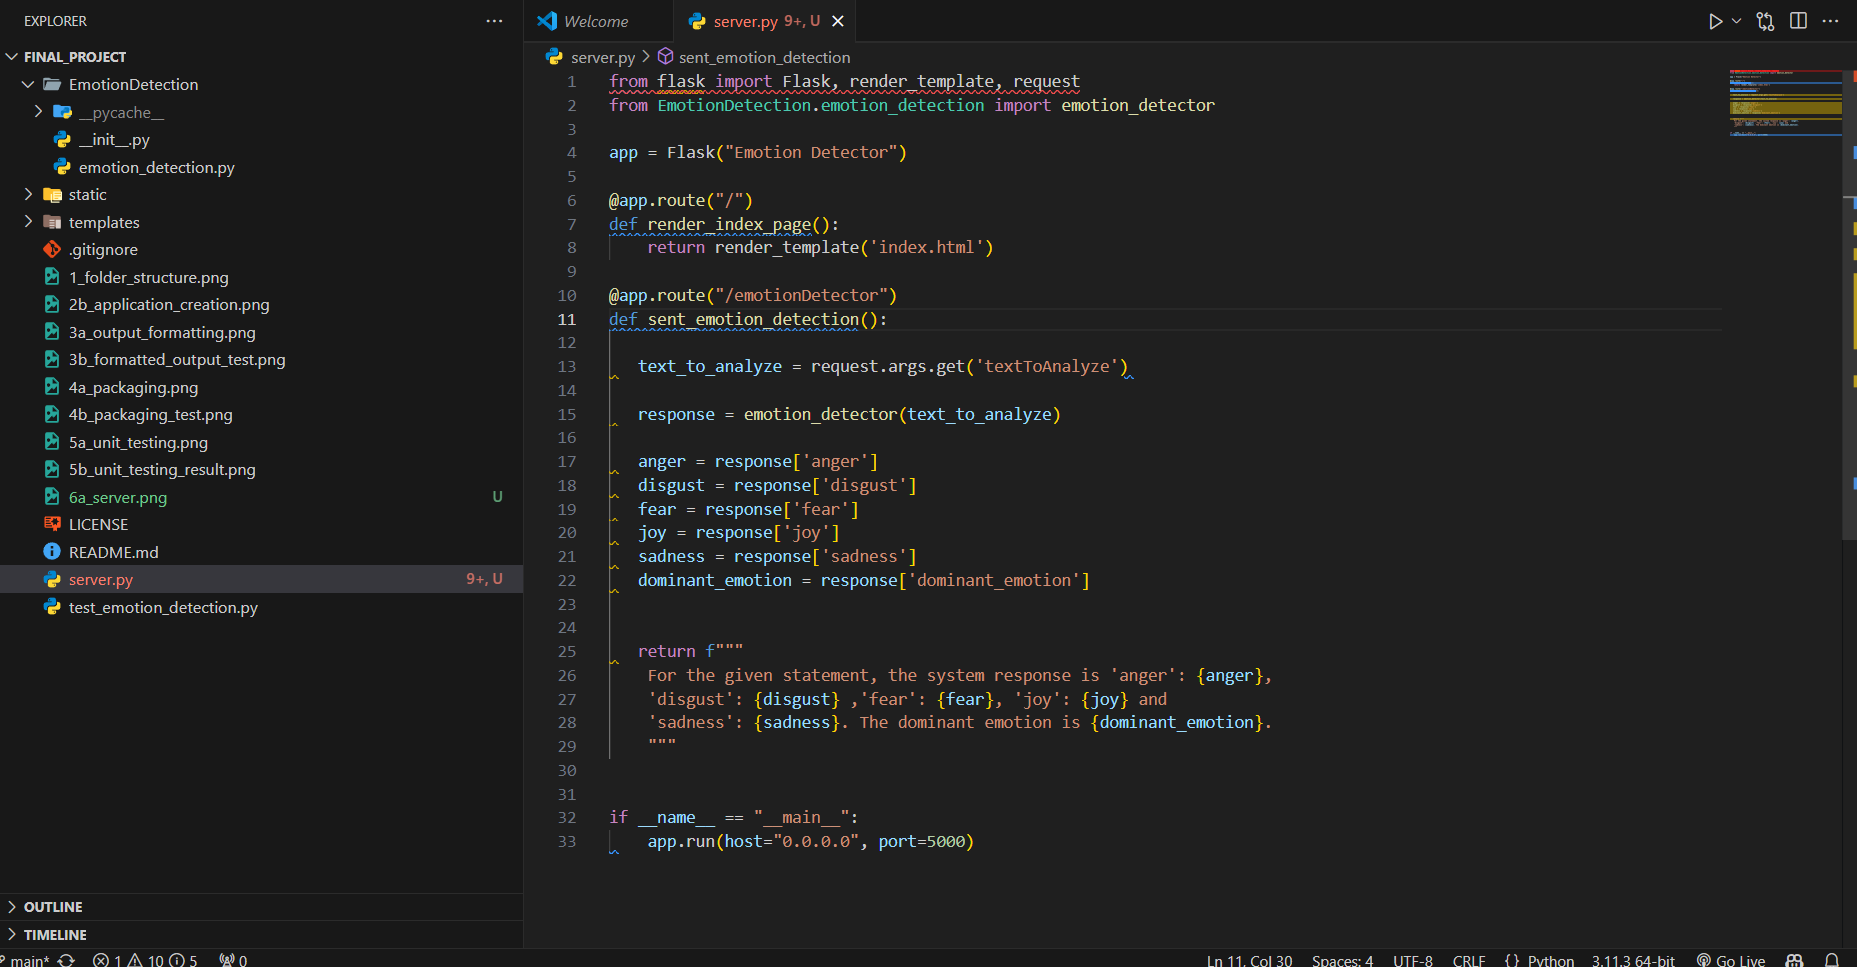 EXPLORER
FINAL_PROJECT
EmotionDetection
__pycache__
__init__.py
emotion_detection.py
static
templates
.gitignore
1_folder_structure.png
2b_application_creation.png
3a_output_formatting.png
3b_formatted_output_test.png
4a_packaging.png
4b_packaging_test.png
5a_unit_testing.png
5b_unit_testing_result.png
6a_server.png U
LICENSE
README.md
server.py 9+, U
test_emotion_detection.py
OUTLINE
TIMELINE
Welcome
server.py 9+, U
server.py sent_emotion_detection
1 from flask import Flask, render_template, request
2 from EmotionDetection.emotion_detection import emotion_detector
3
4 app = Flask("Emotion Detector")
5
6 @app.route("/")
7 def render_index_page():
8     return render_template('index.html')
9
10 @app.route("/emotionDetector")
11 def sent_emotion_detection():
12
13    text_to_analyze = request.args.get('textToAnalyze')
14
15    response = emotion_detector(text_to_analyze)
16
17    anger = response['anger']
18    disgust = response['disgust']
19    fear = response['fear']
20    joy = response['joy']
21    sadness = response['sadness']
22    dominant_emotion = response['dominant_emotion']
23
24
25    return f"""
26     For the given statement, the system response is 'anger': {anger},
27     'disgust': {disgust} ,'fear': {fear}, 'joy': {joy} and
28     'sadness': {sadness}. The dominant emotion is {dominant_emotion}.
29     """
30
31
32 if __name__ == "__main__":
33     app.run(host="0.0.0.0", port=5000)
main* 1 10 5 0
Ln 11, Col 30 Spaces: 4 UTF-8 CRLF {} Python 3.11.3 64-bit Go Live